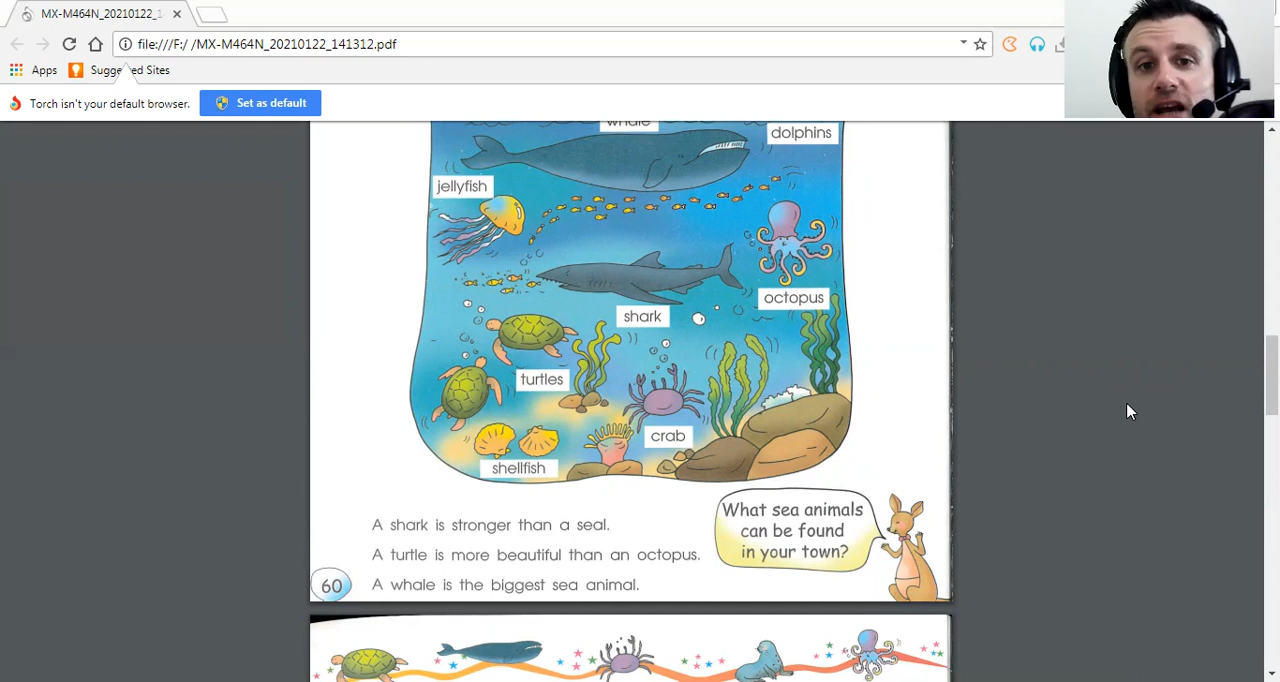 MX-M464N_20210122_1
file:///F:/ /MX-M464N_20210122_141312.pdf
Apps
Suggested Sites
Torch isn't your default browser.
Set as default
whale
dolphins
jellyfish
octopus
shark
turtles
crab
shellfish
A shark is stronger than a seal.
A turtle is more beautiful than an octopus.
A whale is the biggest sea animal.
What sea animals
can be found
in your town?
60